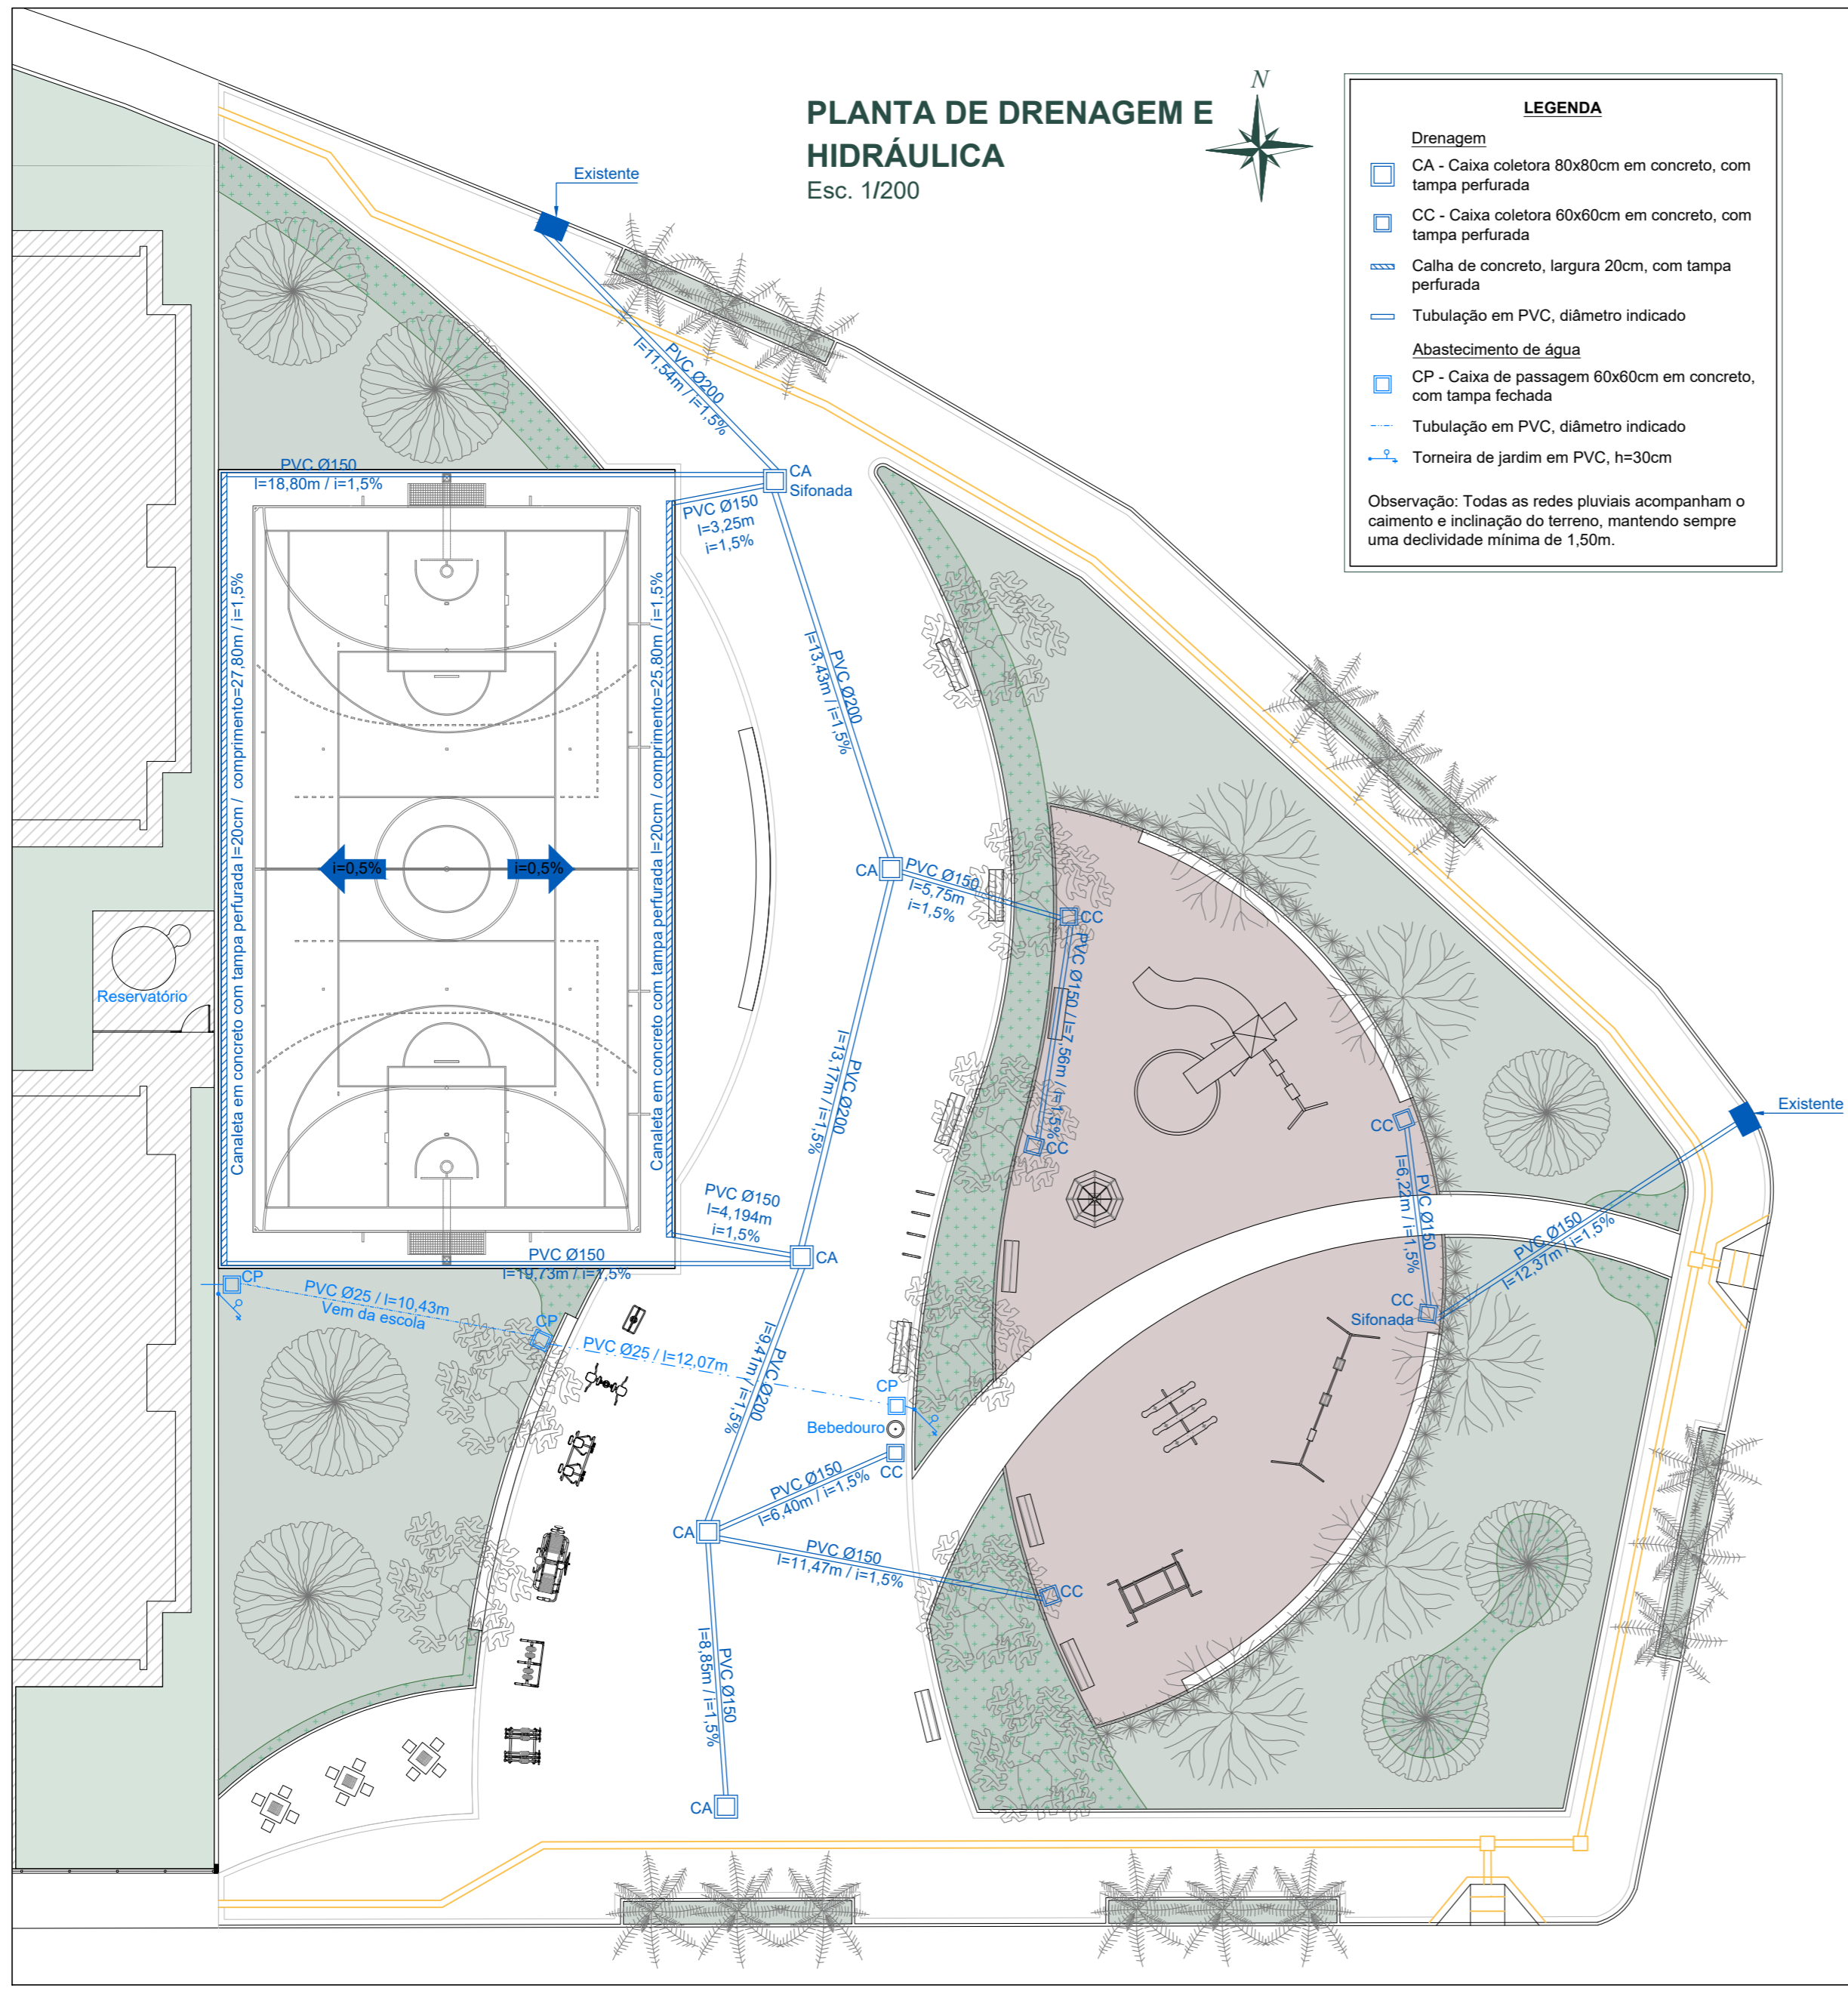 PLANTA DE DRENAGEM E
HIDRÁULICA
Esc. 1/200
N
LEGENDA
Drenagem
CA - Caixa coletora 80x80cm em concreto, com
tampa perfurada
CC - Caixa coletora 60x60cm em concreto, com
tampa perfurada
Calha de concreto, largura 20cm, com tampa
perfurada
Tubulação em PVC, diâmetro indicado
Abastecimento de água
CP - Caixa de passagem 60x60cm em concreto,
com tampa fechada
Tubulação em PVC, diâmetro indicado
Torneira de jardim em PVC, h=30cm
Observação: Todas as redes pluviais acompanham o
caimento e inclinação do terreno, mantendo sempre
uma declividade mínima de 1,50m.
Existente
PVC Ø200
l=11,54m / i=1,5%
PVC Ø150
l=18,80m / i=1,5%
CA
Sifonada
PVC Ø150
l=3,25m
i=1,5%
Canaleta em concreto com tampa perfurada l=20cm / comprimento=27,80m / i=1,5%
Canaleta em concreto com tampa perfurada l=20cm / comprimento=25,80m / i=1,5%
PVC Ø200
l=13,43m / i=1,5%
i=0,5%
i=0,5%
CA
PVC Ø150
l=5,75m
i=1,5%
CC
PVC Ø150 / l=7,56m / i=1,5%
CC
Reservatório
PVC Ø200
l=13,17m / i=1,5%
CC
PVC Ø150
l=6,22m / i=1,5%
Existente
PVC Ø150
l=12,37m / i=1,5%
CC
Sifonada
PVC Ø150
l=4,194m
i=1,5%
CA
PVC Ø150
l=19,73m / i=1,5%
CP
PVC Ø25 / l=10,43m
Vem da escola
CP
PVC Ø25 / l=12,07m
PVC Ø200
l=9,41m / i=1,5%
CP
Bebedouro
CC
PVC Ø150
l=6,40m / i=1,5%
CA
PVC Ø150
l=11,47m / i=1,5%
CC
PVC Ø150
l=8,85m / i=1,5%
CA